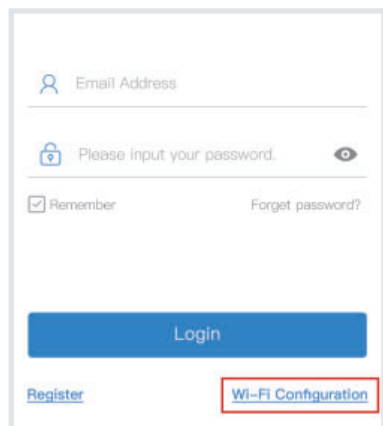 Email Address
Please input your password.
Remember Forget password?
Login
Register Wi-Fi Configuration